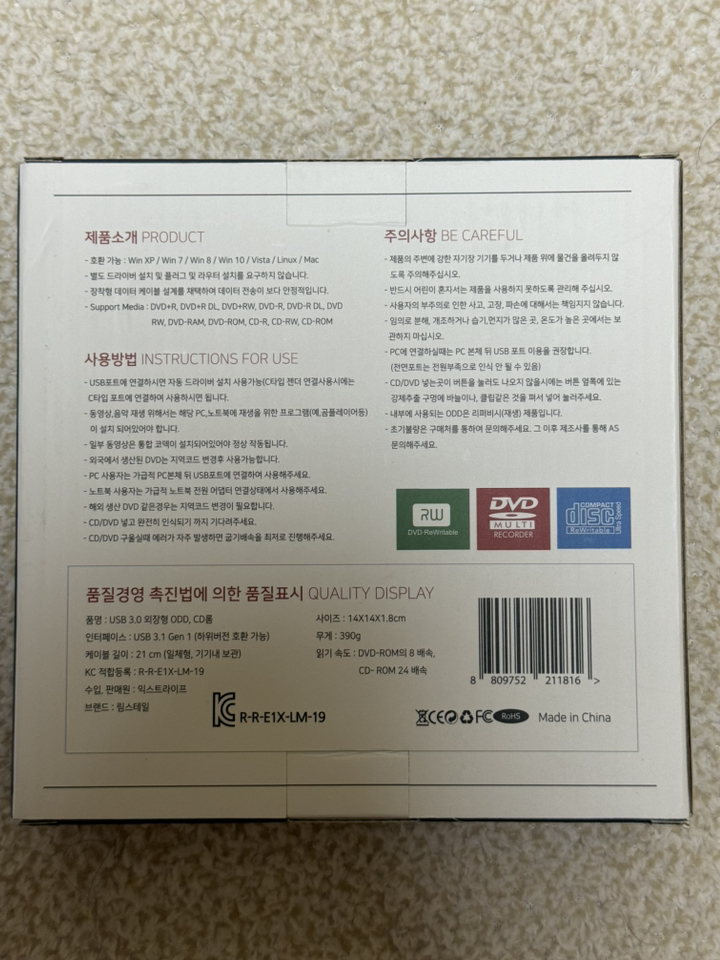 제품소개 PRODUCT
- 호환 가능 : Win XP / Win 7 / Win 8 / Win 10 / Vista / Linux / Mac
- 별도 드라이버 설치 및 플러그 및 라우터 설치를 요구하지 않습니다.
- 장착형 데이터 케이블 설계를 채택하여 데이터 전송이 보다 안정적입니다.
- Support Media : DVD+R, DVD+R DL, DVD+RW, DVD-R, DVD-R DL, DVD
RW, DVD-RAM, DVD-ROM, CD-R, CD-RW, CD-ROM
사용방법 INSTRUCTIONS FOR USE
- USB포트에 연결하시면 자동 드라이버 설치 사용가능(C타입 젠더 연결사용시에는
C타입 포트에 연결하여 사용하시면 됩니다.
- 동영상,음악 재생 위해서는 해당 PC,노트북에 재생을 위한 프로그램(예,곰플레이어등)
이 설치 되어있어야 합니다.
- 일부 동영상은 통합 코덱이 설치되어있어야 정상 작동됩니다.
- 외국에서 생산된 DVD는 지역코드 변경후 사용가능합니다.
- PC 사용자는 가급적 PC본체 뒤 USB포트에 연결하여 사용해주세요.
- 노트북 사용자는 가급적 노트북 전원 어댑터 연결상태에서 사용해주세요.
- 해외 생산 DVD 같은경우는 지역코드 변경이 필요합니다.
- CD/DVD 넣고 완전히 인식되기 까지 기다려주세요.
- CD/DVD 구울실때 에러가 자주 발생하면 굽기배속을 최저로 진행해주세요.
주의사항 BE CAREFUL
- 제품의 주변에 강한 자기장 기기를 두거나 제품 위에 물건을 올려두지 않
도록 주의해주십시오.
- 반드시 어린이 혼자서는 제품을 사용하지 못하도록 관리해 주십시요.
- 사용자의 부주의로 인한 사고, 고장, 파손에 대해서는 책임지지 않습니다.
- 임의로 분해, 개조하거나 습기,먼지가 많은 곳, 온도가 높은 곳에서는 보
관하지 마십시오.
- PC에 연결하실때는 PC 본체 뒤 USB 포트 이용을 권장합니다.
(전면포트는 전원부족으로 인식 안 될 수 있음)
- CD/DVD 넣는곳이 버튼을 눌러도 나오지 않을시에는 버튼 옆쪽에 있는
강제추출 구멍에 바늘이나, 클립같은 것을 펴서 넣어 눌러주세요.
- 내부에 사용되는 ODD은 리퍼비시(재생) 제품입니다.
- 초기불량은 구매처를 통하여 문의해주세요. 그 이후 제조사를 통해 AS
문의해주세요.
RW
DVD-ReWritable
DVD
MULTI
RECORDER
COMPACT
disc
ReWritable
Ultra Speed
품질경영 촉진법에 의한 품질표시 QUALITY DISPLAY
품명 : USB 3.0 외장형 ODD, CD롬
인터페이스 : USB 3.1 Gen 1 (하위버전 호환 가능)
케이블 길이 : 21 cm (일체형, 기기내 보관)
KC 적합등록 : R-R-E1X-LM-19
수입, 판매원 : 익스트라이프
브랜드 : 림스테일
사이즈 : 14X14X1.8cm
무게 : 390g
읽기 속도 : DVD-ROM의 8 배속,
CD- ROM 24 배속
8 809752 211816 >
KC R-R-E1X-LM-19
CE FC RoHS Made in China